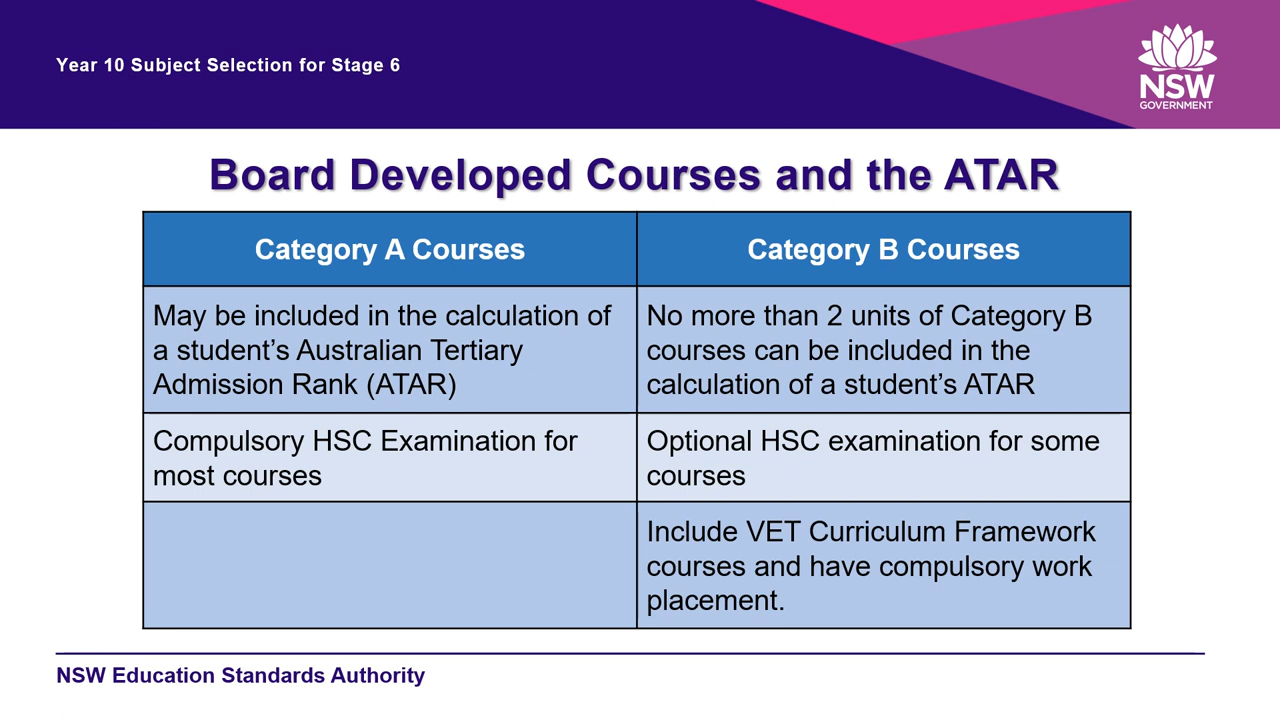 Year 10 Subject Selection for Stage 6
NSW
GOVERNMENT
Board Developed Courses and the ATAR
Category A Courses
Category B Courses
May be included in the calculation of
a student’s Australian Tertiary
Admission Rank (ATAR)
No more than 2 units of Category B
courses can be included in the
calculation of a student’s ATAR
Compulsory HSC Examination for
most courses
Optional HSC examination for some
courses
Include VET Curriculum Framework
courses and have compulsory work
placement.
NSW Education Standards Authority